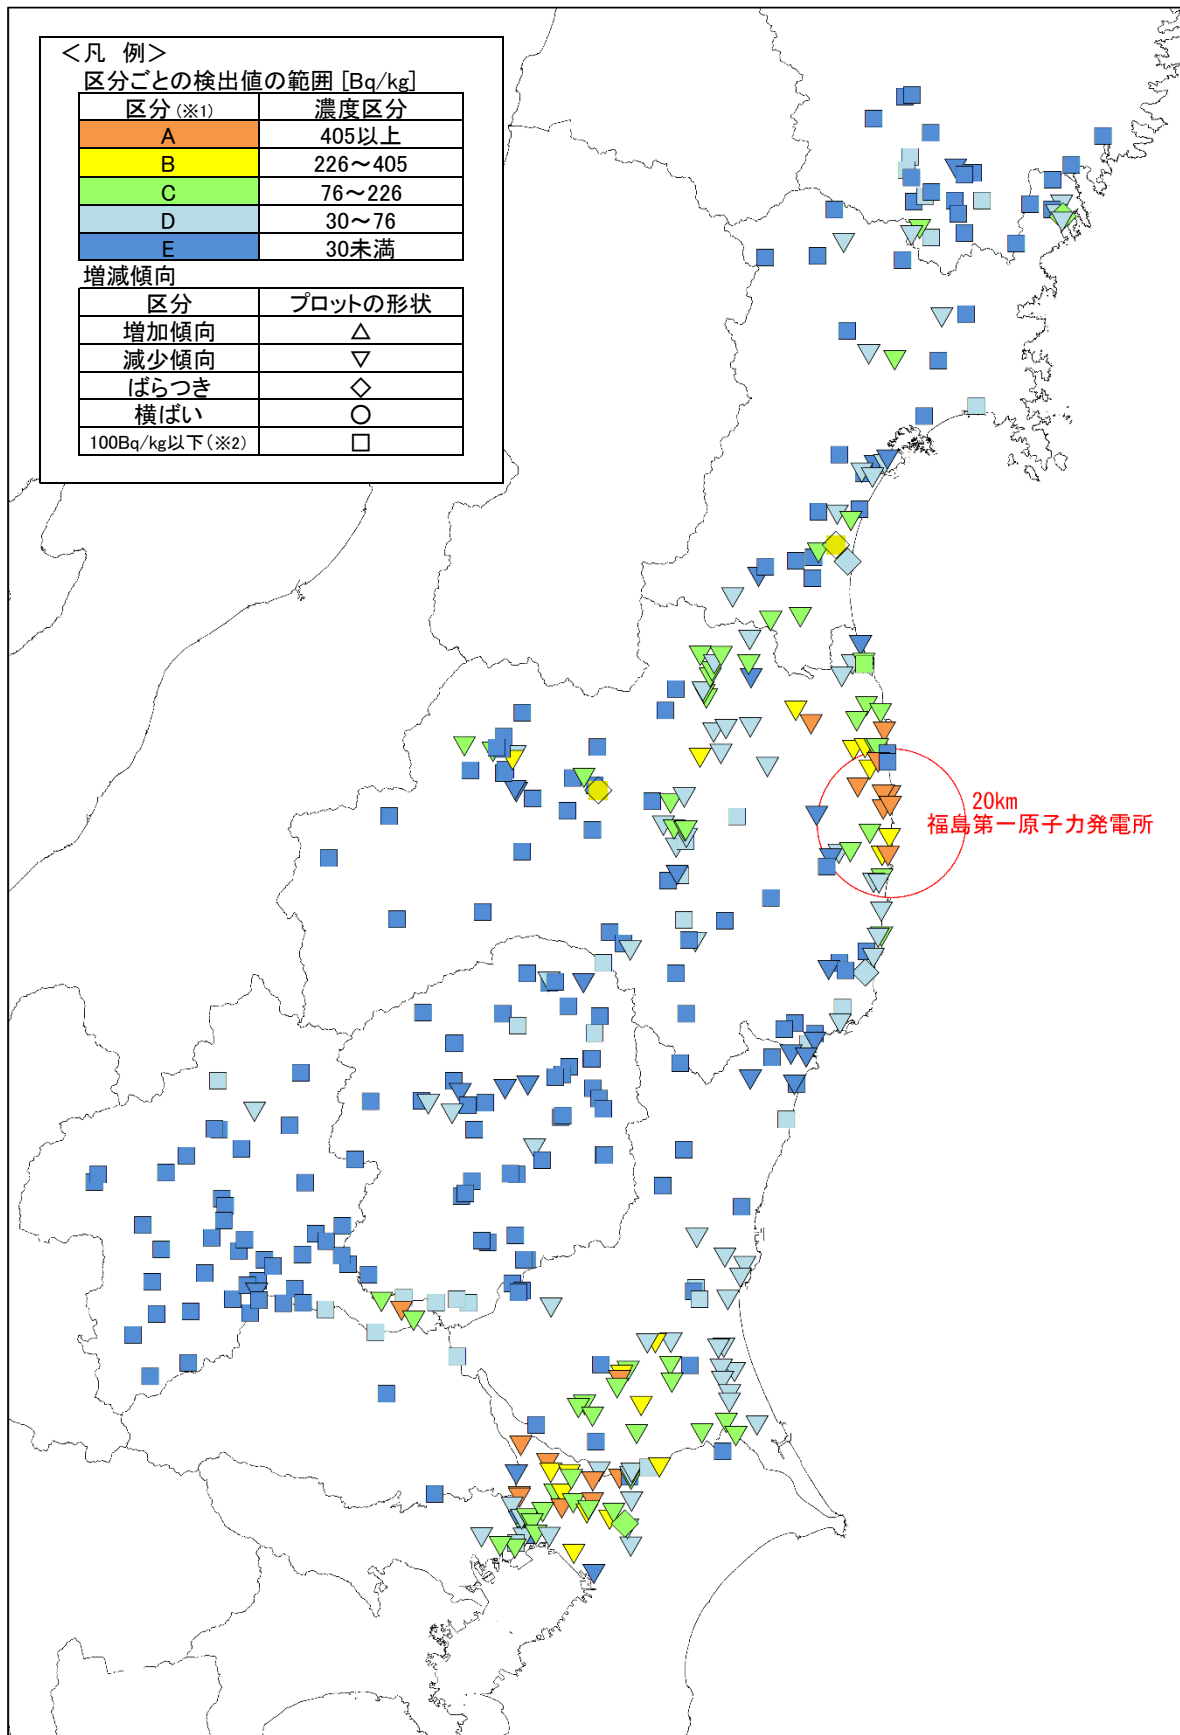 ＜凡 例＞
区分ごとの検出値の範囲 [Bq/kg]
区分(※1) 濃度区分
A 405以上
B 226～405
C 76～226
D 30～76
E 30未満
増減傾向
区分 プロットの形状
増加傾向 △
減少傾向 ▽
ばらつき ◇
横ばい ○
100Bq/kg以下(※2) □
20km
福島第一原子力発電所